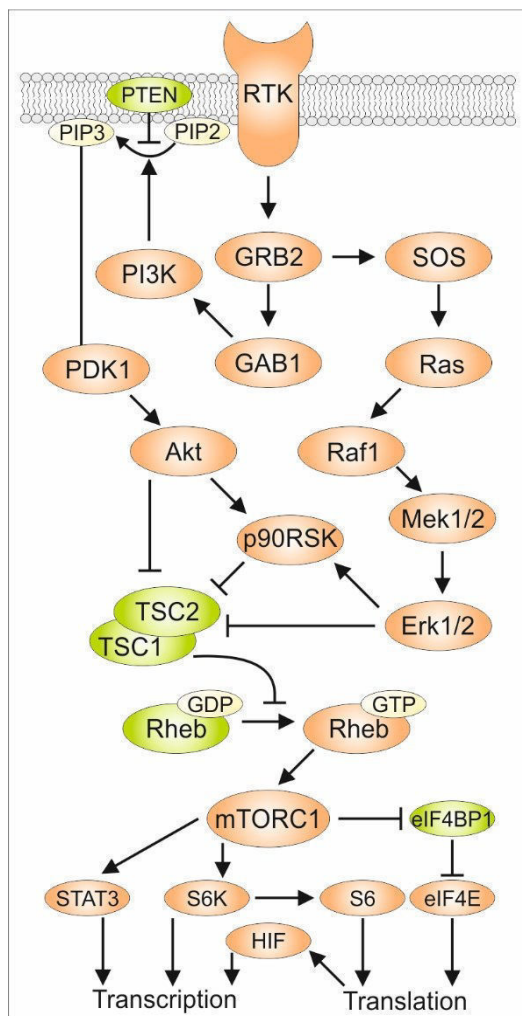 PTEN
RTK
PIP3
PIP2
PI3K
GRB2
SOS
PDK1
GAB1
Ras
Akt
Raf1
Mek1/2
p90RSK
TSC2
Erk1/2
TSC1
GDP
GTP
Rheb
Rheb
mTORC1
eIF4BP1
STAT3
S6K
S6
eIF4E
HIF
Transcription
Translation